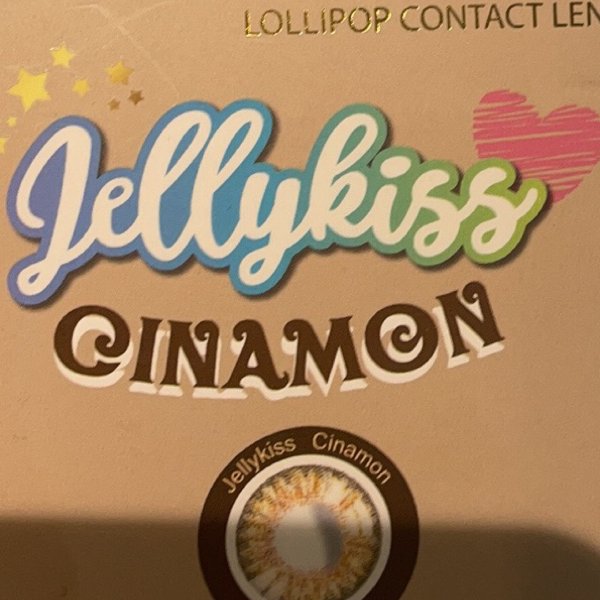 LOLLIPOP CONTACT LEN
Jellykiss
CINAMON
Jellykiss Cinamon